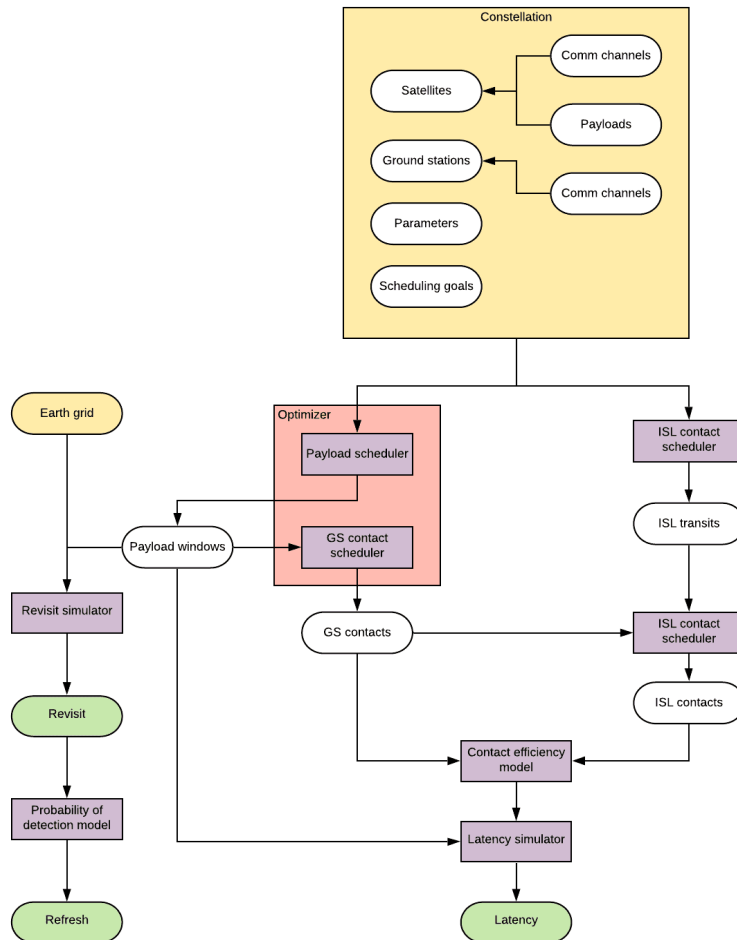 Constellation
Comm channels
Satellites
Payloads
Ground stations
Comm channels
Parameters
Scheduling goals
Earth grid
Optimizer
Payload scheduler
ISL contact
scheduler
ISL transits
Payload windows
GS contact
scheduler
Revisit simulator
GS contacts
ISL contact
scheduler
Revisit
ISL contacts
Contact efficiency
model
Probability of
detection model
Latency simulator
Refresh
Latency